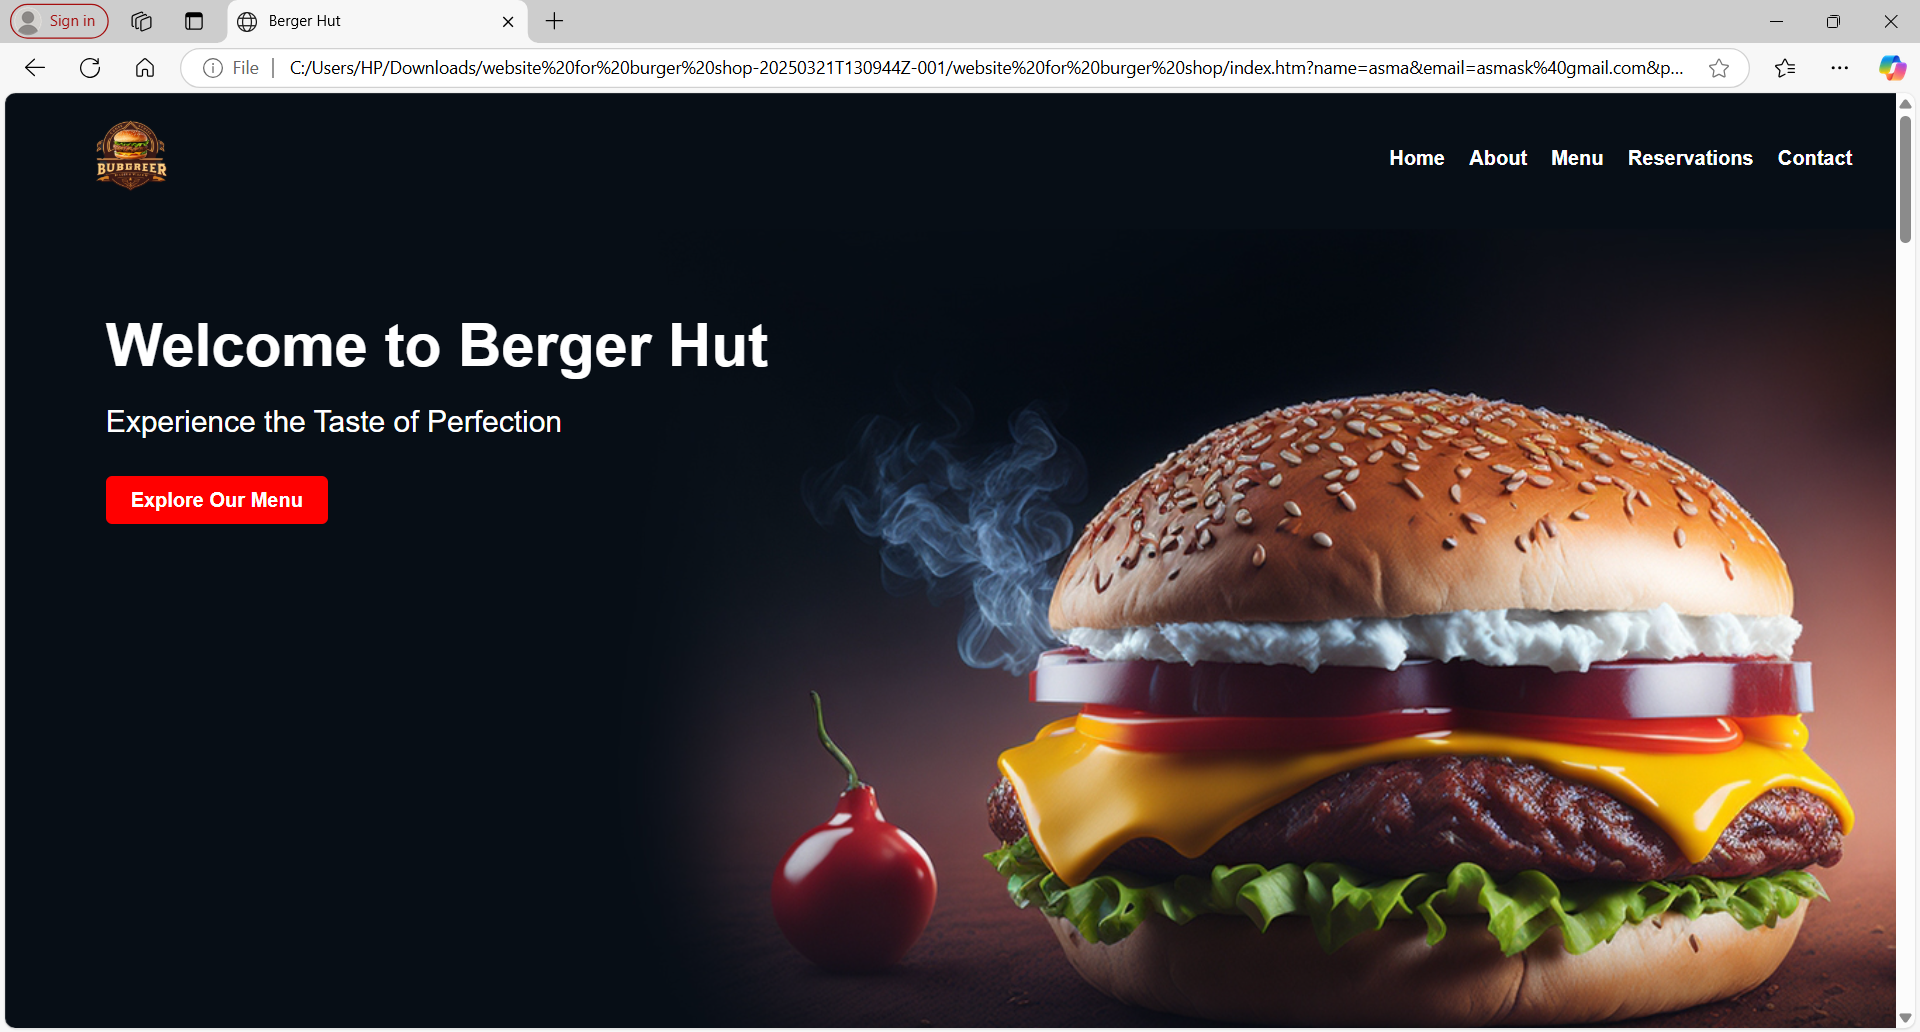 Sign in
Berger Hut
File
C:/Users/HP/Downloads/website%20for%20burger%20shop-20250321T130944Z-001/website%20for%20burger%20shop/index.htm?name=asma&email=asmask%40gmail.com&p...
BUBGREER
Home About Menu Reservations Contact
Welcome to Berger Hut
Experience the Taste of Perfection
Explore Our Menu